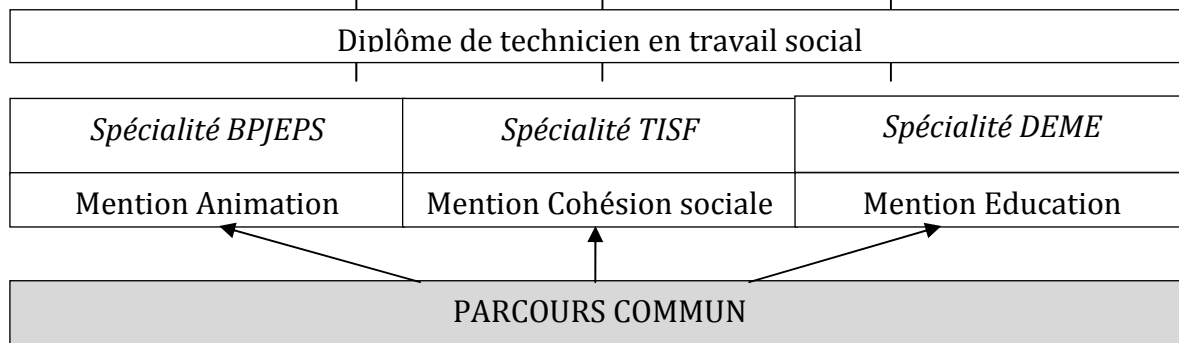 Diplôme de technicien en travail social
Spécialité BPJEPS Spécialité TISF Spécialité DEME
Mention Animation Mention Cohésion sociale Mention Education
PARCOURS COMMUN